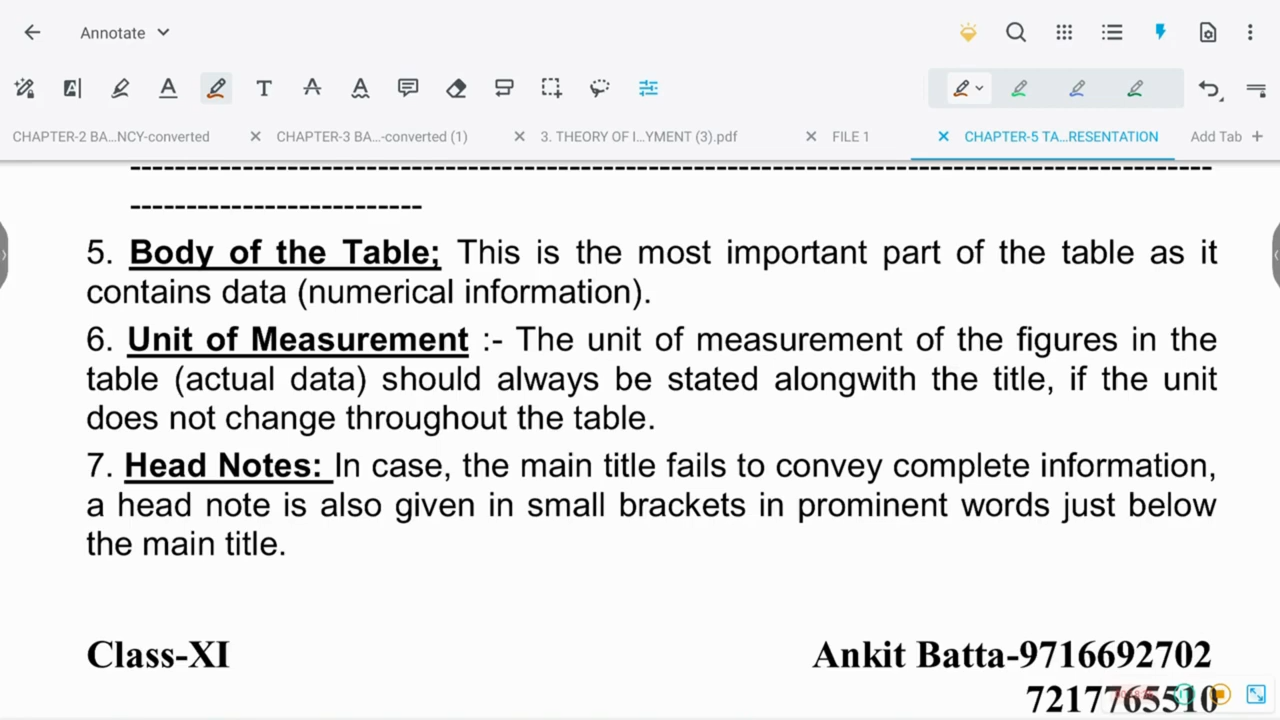 Annotate
CHAPTER-2 BA...NCY-converted
CHAPTER-3 BA...-converted (1)
3. THEORY OF I...YMENT (3).pdf
FILE 1
CHAPTER-5 TA...RESENTATION
Add Tab +
5. Body of the Table; This is the most important part of the table as it
contains data (numerical information).
6. Unit of Measurement :- The unit of measurement of the figures in the
table (actual data) should always be stated alongwith the title, if the unit
does not change throughout the table.
7. Head Notes: In case, the main title fails to convey complete information,
a head note is also given in small brackets in prominent words just below
the main title.
Class-XI
Ankit Batta-9716692702
7217765510